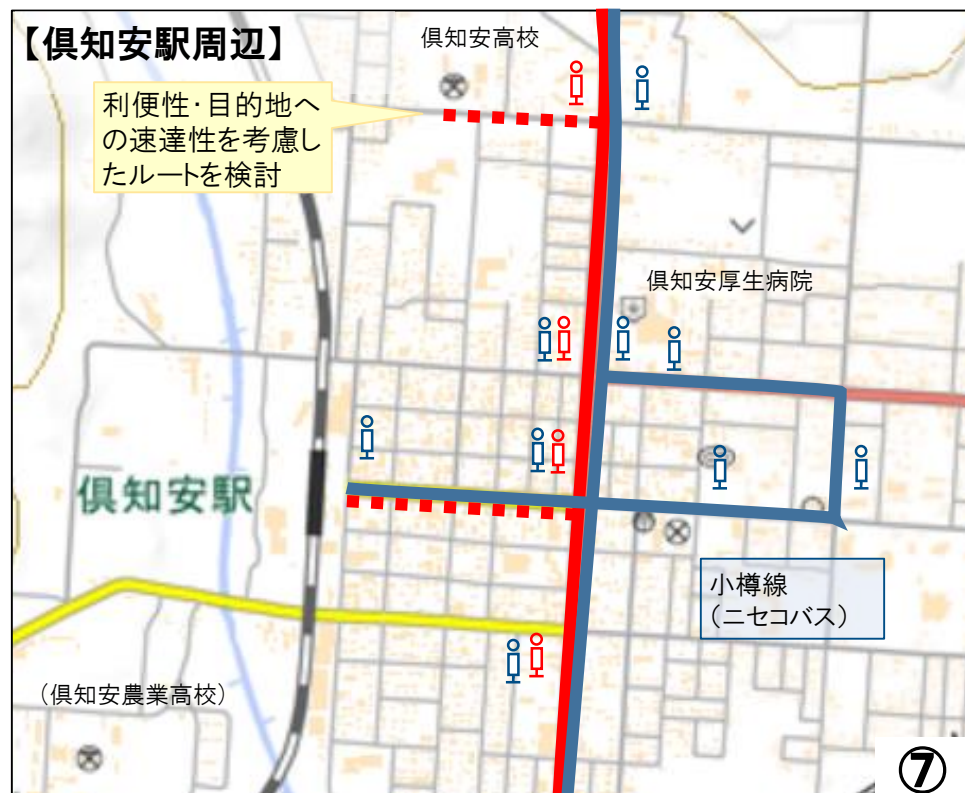 【倶知安駅周辺】
倶知安高校
利便性・目的地へ
の速達性を考慮し
たルートを検討
倶知安厚生病院
倶知安駅
小樽線
（ニセコバス）
（倶知安農業高校）
⑦